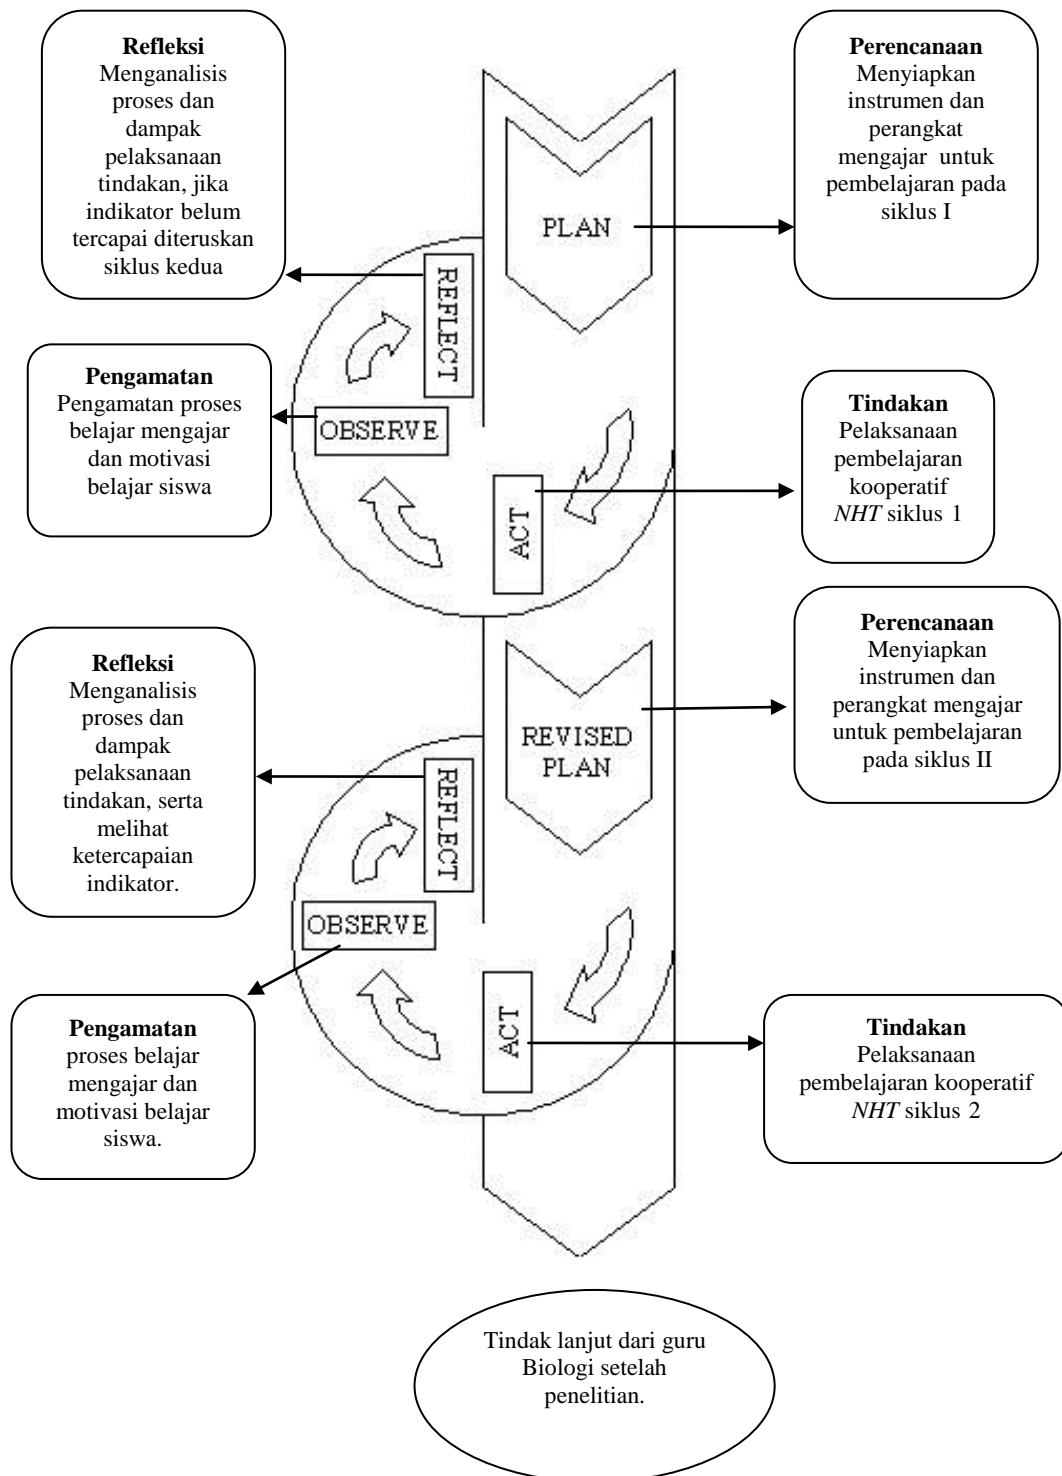 Refleksi
Menganalisis
proses dan
dampak
pelaksanaan
tindakan, jika
indikator belum
tercapai diteruskan
siklus kedua
Perencanaan
Menyiapkan
instrumen dan
perangkat
mengajar untuk
pembelajaran pada
siklus I
PLAN
REFLECT
Pengamatan
Pengamatan proses
belajar mengajar
dan motivasi
belajar siswa
OBSERVE
ACT
Tindakan
Pelaksanaan
pembelajaran
kooperatif
NHT siklus 1
Perencanaan
Menyiapkan
instrumen dan
perangkat mengajar
untuk pembelajaran
pada siklus II
Refleksi
Menganalisis
proses dan
dampak
pelaksanaan
tindakan, serta
melihat
ketercapaian
indikator.
REVISED
PLAN
REFLECT
OBSERVE
Pengamatan
proses belajar
mengajar dan
motivasi belajar
siswa.
ACT
Tindakan
Pelaksanaan
pembelajaran kooperatif
NHT siklus 2
Tindak lanjut dari guru
Biologi setelah
penelitian.